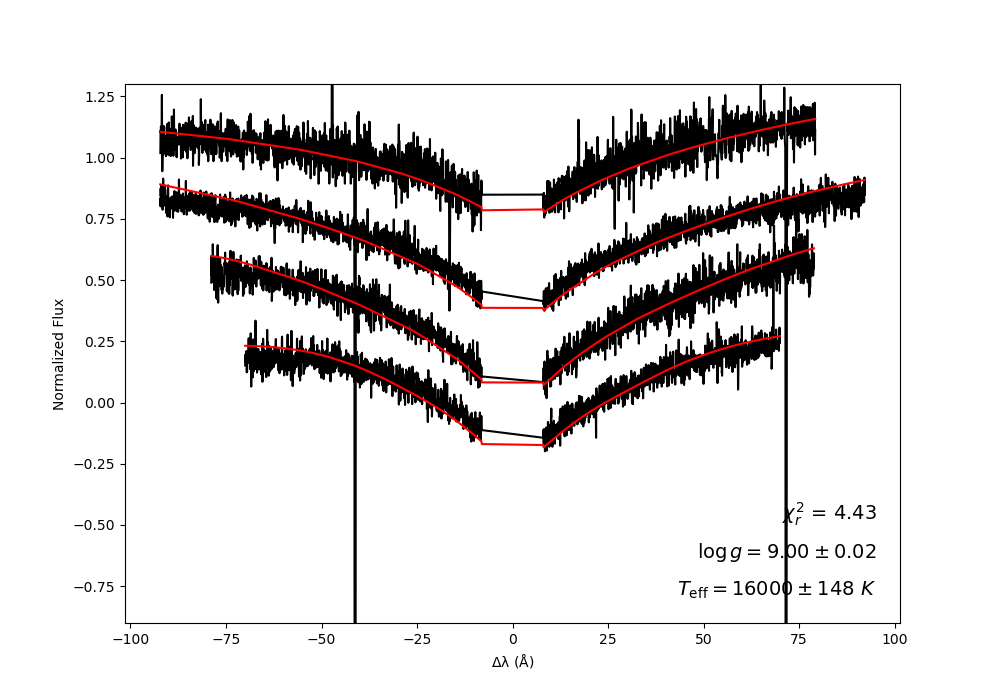 1.25
1.00
0.75
0.50
0.25
0.00
−0.25
−0.50
−0.75
Normalized Flux
χ²ᵣ = 4.43
log g = 9.00 ± 0.02
T_eff = 16000 ± 148 K
−100 −75 −50 −25 0 25 50 75 100
Δλ (Å)